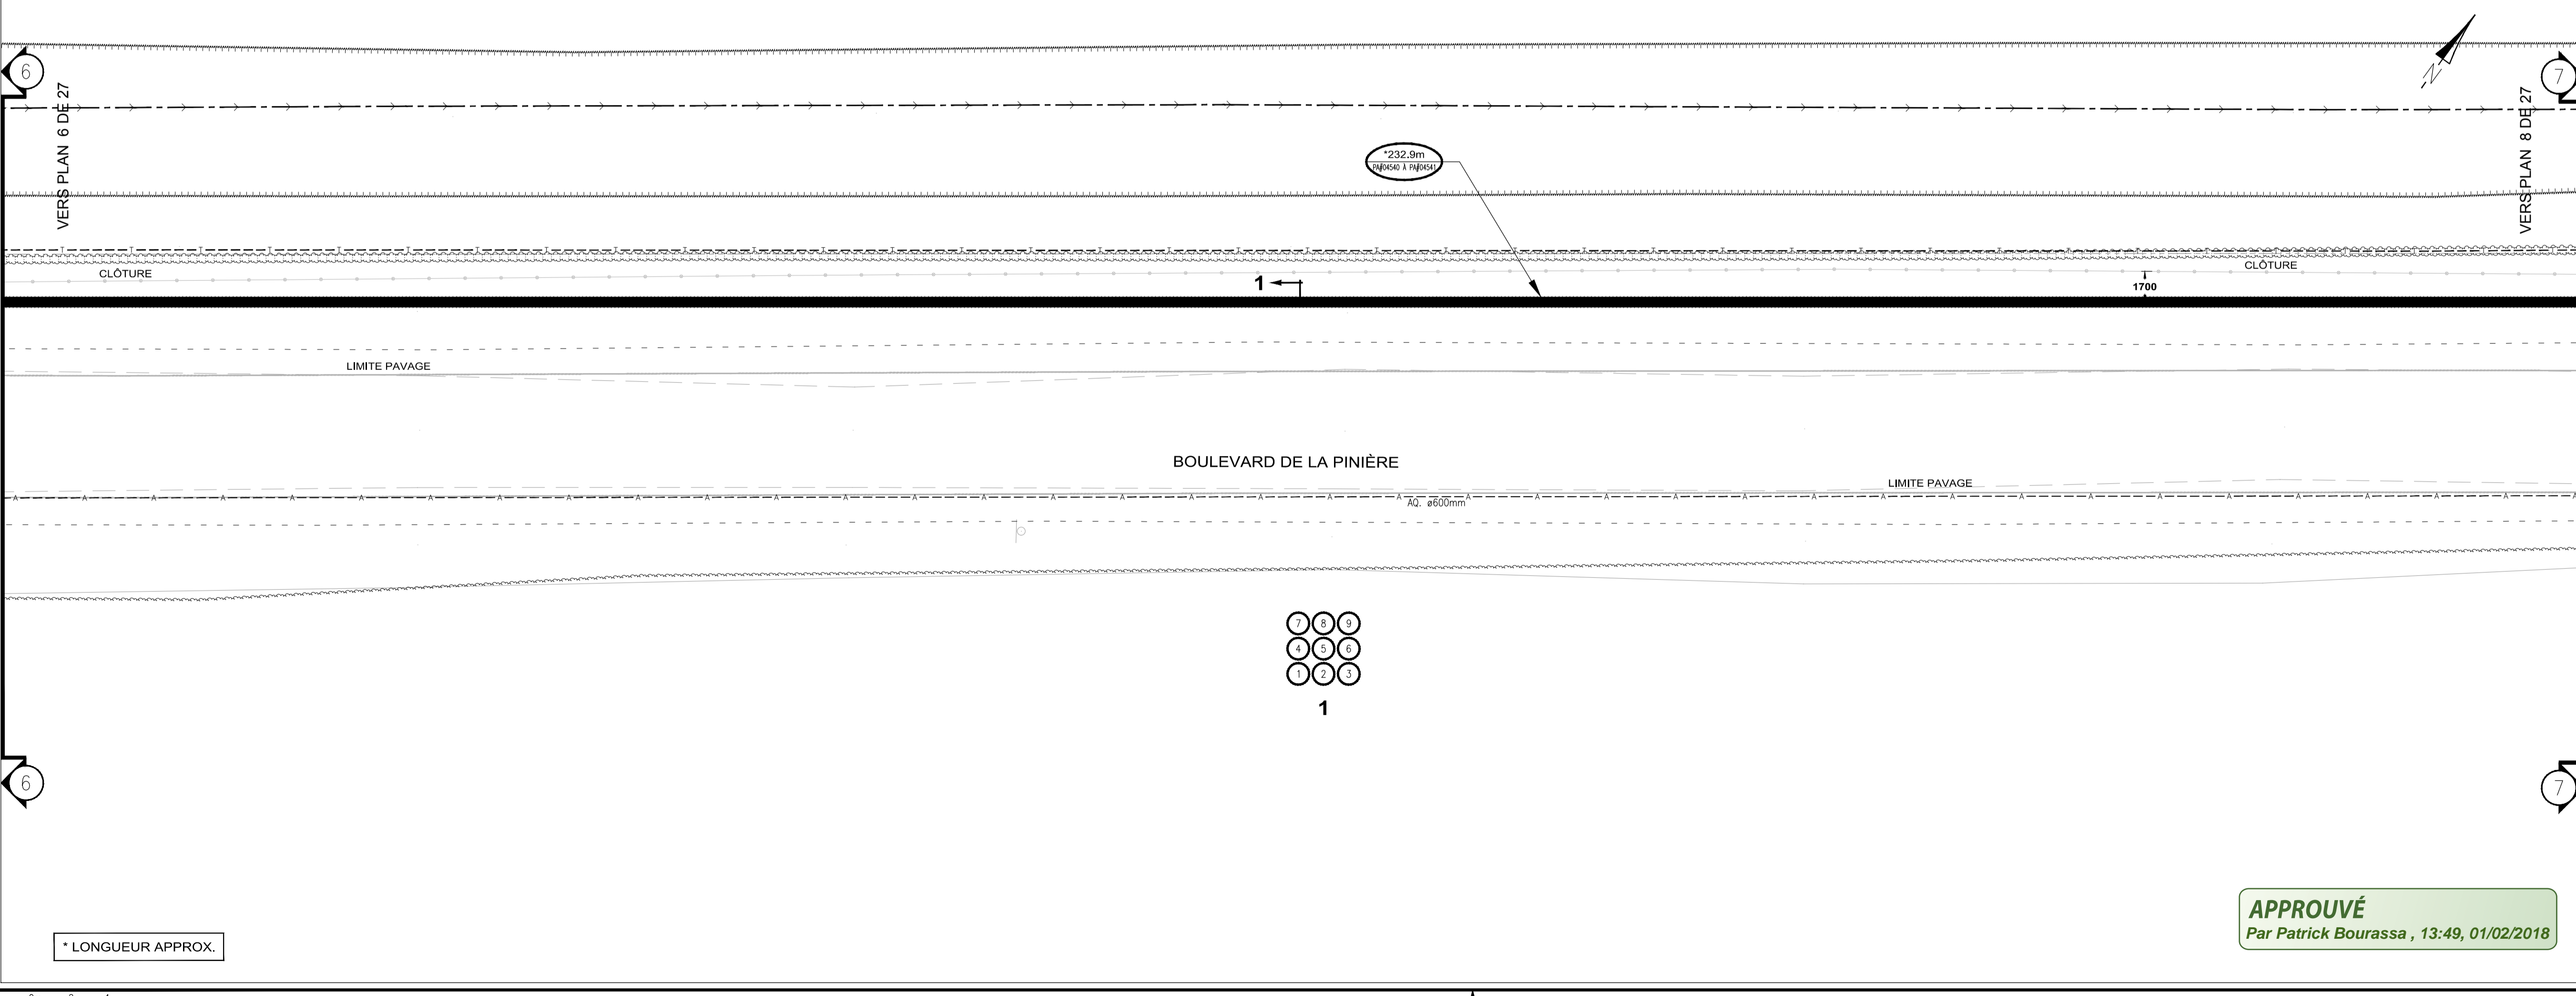 6
VERS PLAN 6 DE 27
N
7
VERS PLAN 8 DE 27
*232.9m
CLÔTURE
CLÔTURE
1
1700
LIMITE PAVAGE
BOULEVARD DE LA PINIÈRE
LIMITE PAVAGE
AQ. ø600mm
7 8 9
4 5 6
1 2 3
1
6
7
* LONGUEUR APPROX.
APPROUVÉ
Par Patrick Bourassa , 13:49, 01/02/2018